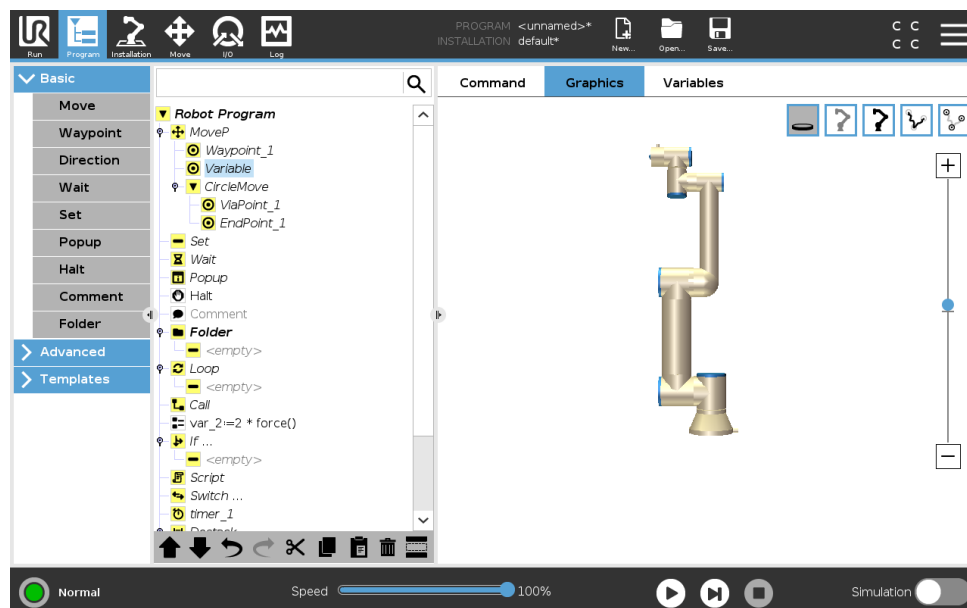 PROGRAM <unnamed>*
INSTALLATION default*
Run Program Installation Move I/O Log
New... Open... Save...
C C
C C
Basic
Move
Waypoint
Direction
Wait
Set
Popup
Halt
Comment
Folder
Advanced
Templates
Robot Program
MoveP
Waypoint_1
Variable
CircleMove
ViaPoint_1
EndPoint_1
Set
Wait
Popup
Halt
Comment
Folder
<empty>
Loop
<empty>
Call
var_2:=2 * force()
If ...
<empty>
Script
Switch ...
timer_1
Command Graphics Variables
Normal
Speed 100%
Simulation